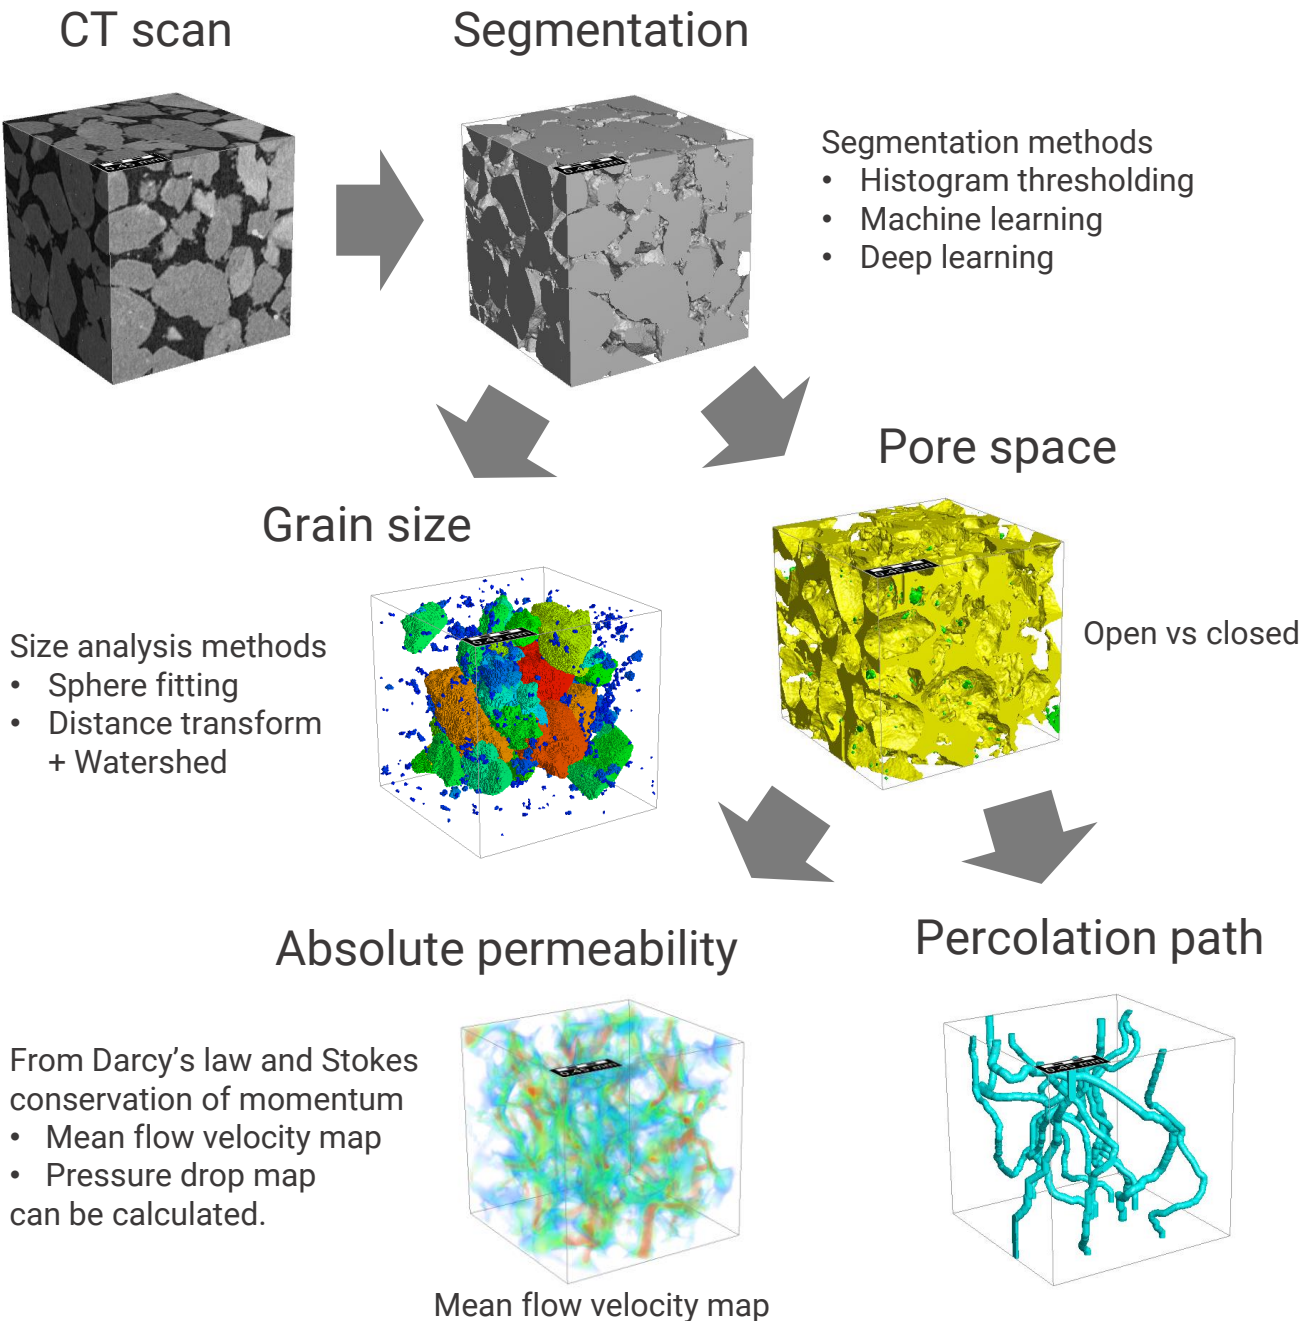 CT scan
Segmentation
Segmentation methods
• Histogram thresholding
• Machine learning
• Deep learning
Pore space
Grain size
Open vs closed
Size analysis methods
• Sphere fitting
• Distance transform
+ Watershed
Absolute permeability
Percolation path
From Darcy’s law and Stokes
conservation of momentum
• Mean flow velocity map
• Pressure drop map
can be calculated.
Mean flow velocity map